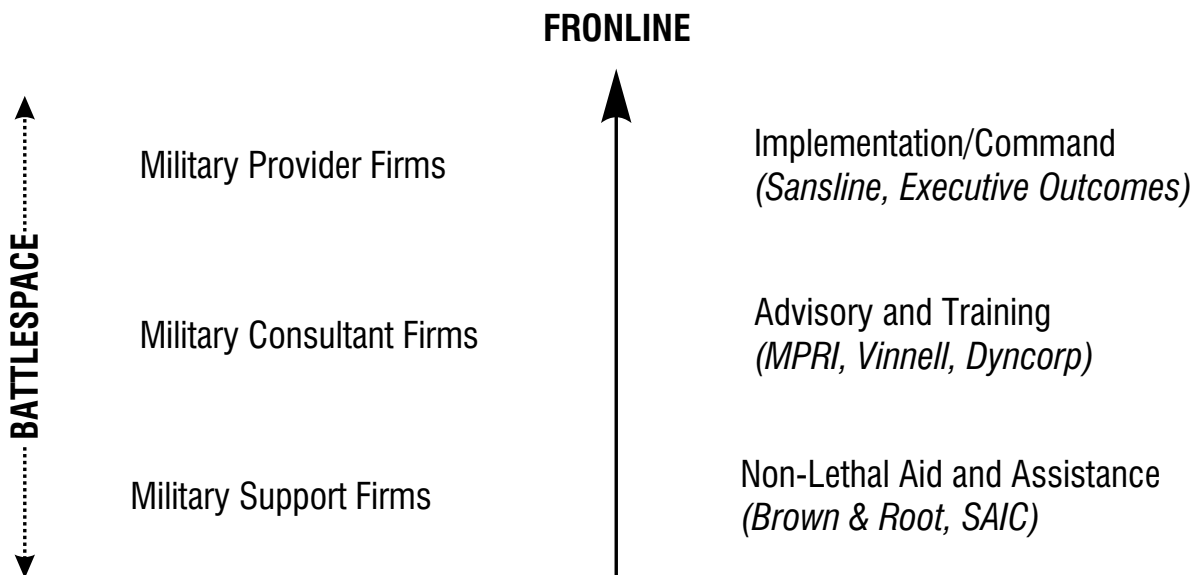 FRONLINE
BATTLESPACE
Military Provider Firms
Implementation/Command
(Sansline, Executive Outcomes)
Military Consultant Firms
Advisory and Training
(MPRI, Vinnell, Dyncorp)
Military Support Firms
Non-Lethal Aid and Assistance
(Brown & Root, SAIC)